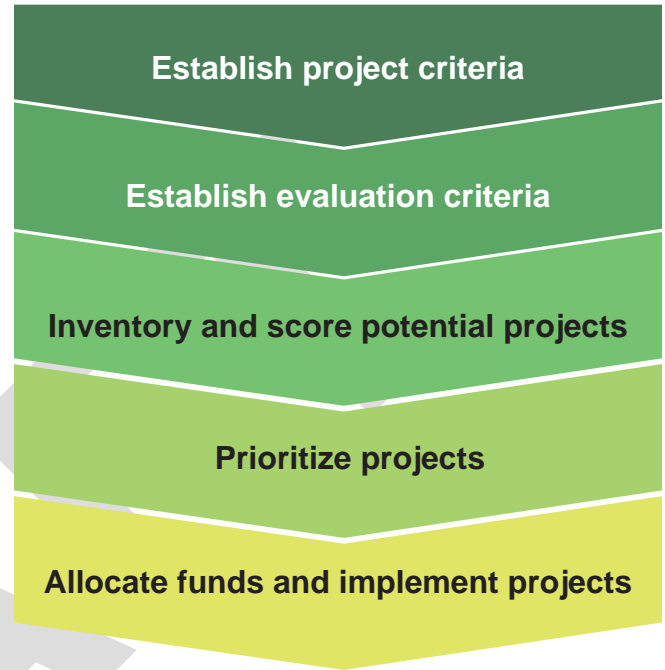 Establish project criteria
Establish evaluation criteria
Inventory and score potential projects
Prioritize projects
Allocate funds and implement projects